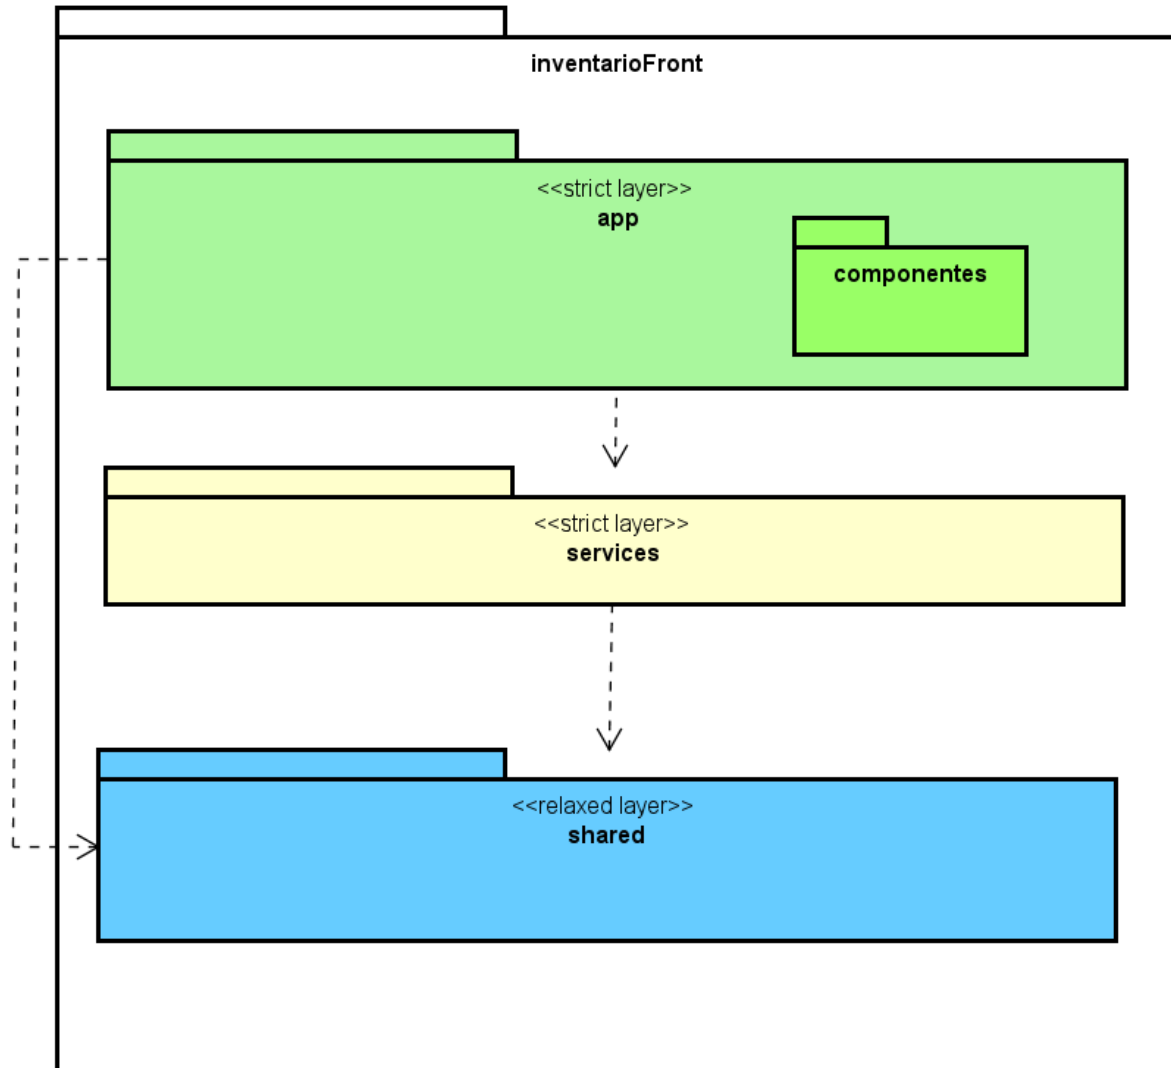 inventarioFront
<<strict layer>>
app
componentes
<<strict layer>>
services
<<relaxed layer>>
shared